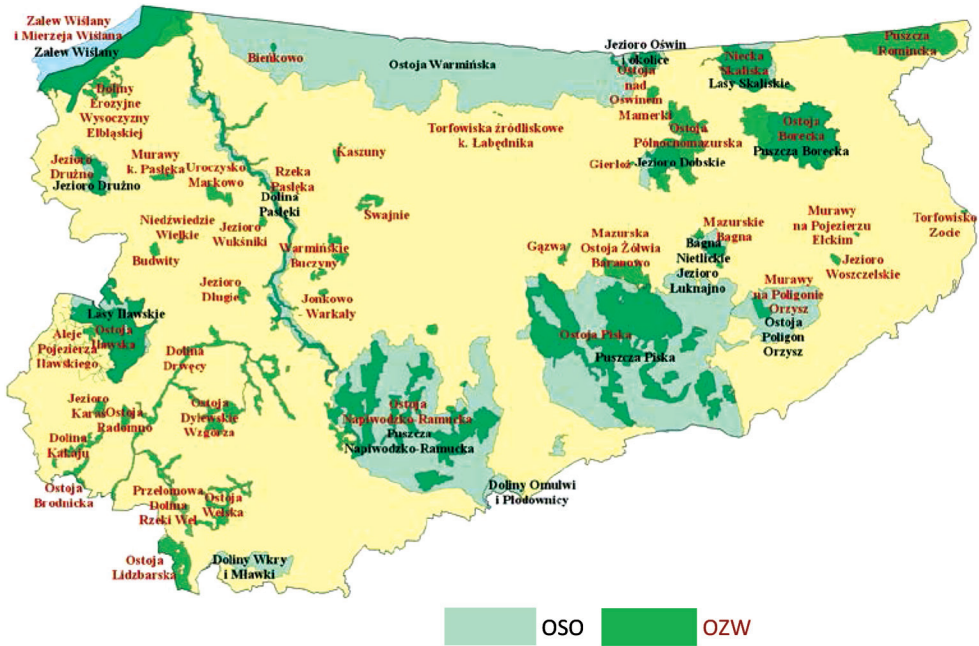 Zalew Wiślany
i Mierzeja Wiślana
Zalew Wiślany
Bieńkowo
Ostoja Warmińska
Jezioro Oświn
i okolice
Ostoja
nad
Oswinem
Mamerki
Niecka
Skaliska
Lasy Skaliskie
Puszcza
Romincka
Doliny
Erozyjne
Wysoczyzny
Elbląskiej
Torfowiska źródliskowe
k. Łabędnika
Ostoja
Północnomazurska
Gierłoż
Jezioro Dobskie
Ostoja
Borecka
Puszcza Borecka
Jezioro
Drużno
Jezioro Drużno
Murawy
k. Pasłęka
Uroczysko
Markowo
Rzeka
Pasłęka
Dolina
Pasłęki
Kaszuny
Swajnie
Niedźwiedzie
Wielkie
Jezioro
Wukśniki
Budwity
Warmińskie
Buczyny
Gązwa
Mazurska
Ostoja Żółwia
Baranowo
Mazurskie
Bagna
Bagna
Nietlickie
Jezioro
Łuknajno
Murawy
na Pojezierzu
Ełckim
Jezioro
Woszczelskie
Torfowisko
Zocie
Jezioro
Długie
Jonkowo
- Warkały
Murawy
na Poligonie
Orzysz
Ostoja
Poligon
Orzysz
Lasy Iławskie
Ostoja
Iławska
Aleje
Pojezierza
Iławskiego
Dolina
Drwęcy
Ostoja Piska
Puszcza Piska
Jezioro
Karaś
Ostoja
Radomno
Ostoja
Dylewskie
Wzgórza
Ostoja
Napiwodzko-Ramucka
Puszcza
Napiwodzko-Ramucka
Dolina
Kakaju
Ostoja
Brodnicka
Przełomowa
Dolina
Rzeki Wel
Ostoja
Welska
Doliny Omulwi
i Płodownicy
Ostoja
Lidzbarska
Doliny Wkry
i Mławki
OSO
OZW